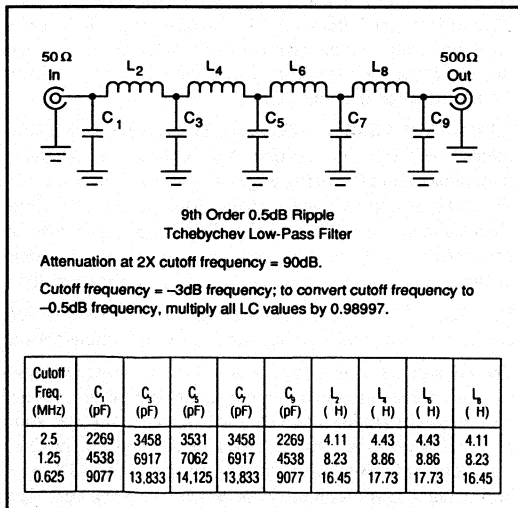 50Ω
In
L2
L4
L6
L8
500Ω
Out
C1
C3
C5
C7
C9
9th Order 0.5dB Ripple
Tchebychev Low-Pass Filter
Attenuation at 2X cutoff frequency = 90dB.
Cutoff frequency = –3dB frequency; to convert cutoff frequency to
–0.5dB frequency, multiply all LC values by 0.98997.
Cutoff Freq. (MHz) C1 (pF) C3 (pF) C5 (pF) C7 (pF) C9 (pF) L2 ( H) L4 ( H) L6 ( H) L8 ( H)
2.5 2269 3458 3531 3458 2269 4.11 4.43 4.43 4.11
1.25 4538 6917 7062 6917 4538 8.23 8.86 8.86 8.23
0.625 9077 13,833 14,125 13,833 9077 16.45 17.73 17.73 16.45